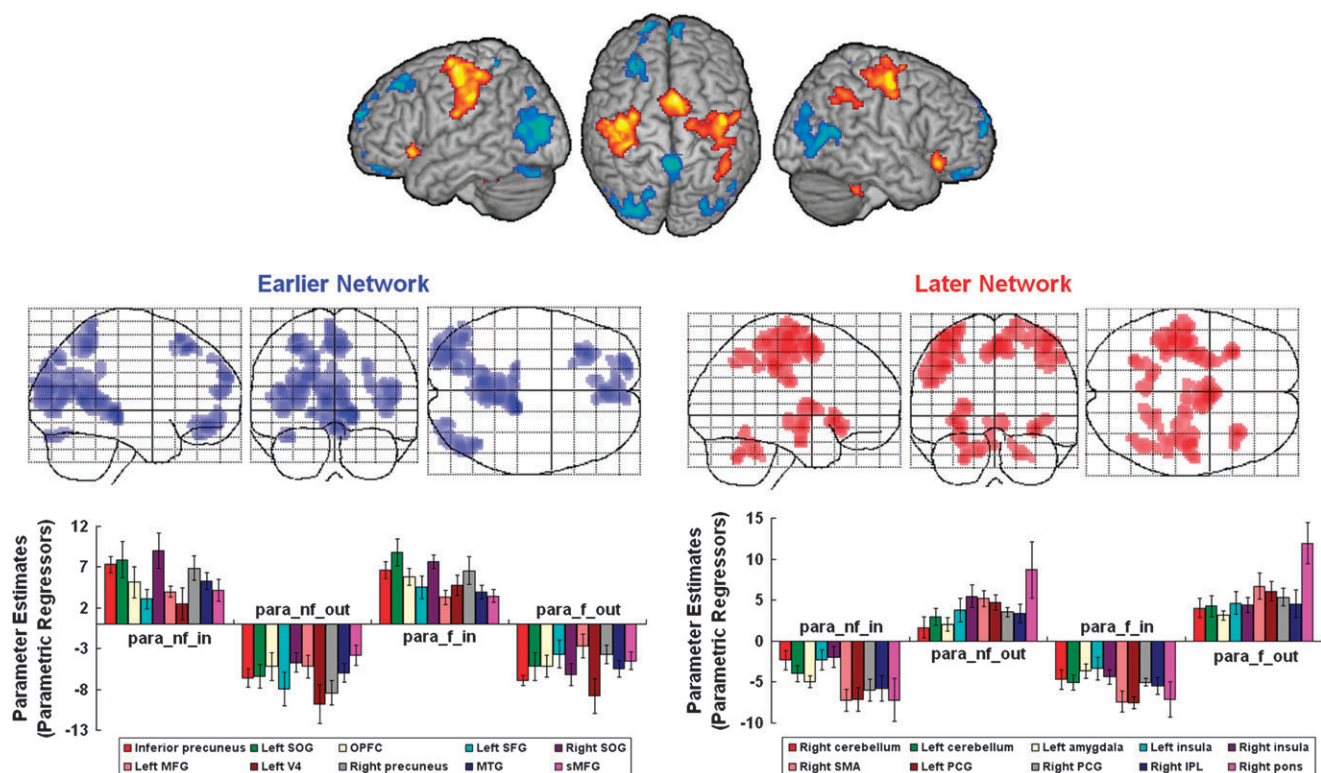 Earlier Network
Later Network
Parameter Estimates
(Parametric Regressors)
12
7
2
-3
-8
-13
para_nf_in
para_nf_out
para_f_in
para_f_out
Inferior precuneus Left SOG OPFC Left SFG Right SOG
Left MFG Left V4 Right precuneus MTG sMFG
Parameter Estimates
(Parametric Regressors)
15
10
5
0
-5
-10
para_nf_in
para_nf_out
para_f_in
para_f_out
Right cerebellum Left cerebellum Left amygdala Left insula Right insula
Right SMA Left PCG Right PCG Right IPL Right pons